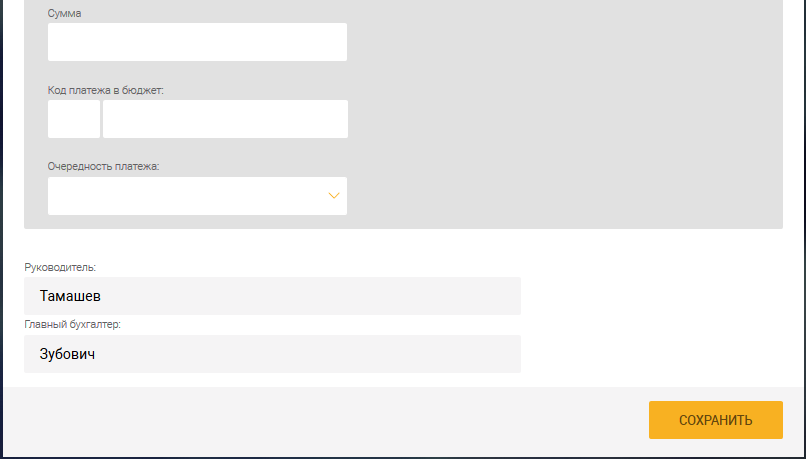 Сумма
Код платежа в бюджет:
Очередность платежа:
Руководитель:
Тамашев
Главный бухгалтер:
Зубович
СОХРАНИТЬ